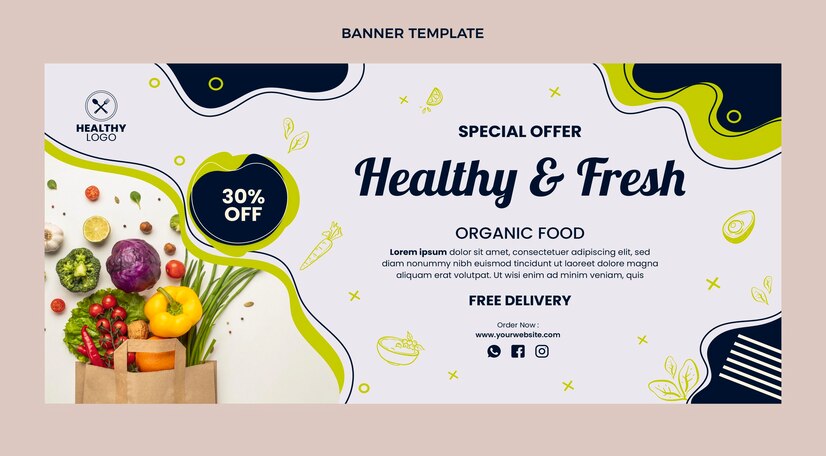 BANNER TEMPLATE
HEALTHY
LOGO
30%
OFF
SPECIAL OFFER
Healthy & Fresh
ORGANIC FOOD
Lorem ipsum dolor sit amet, consectetuer adipiscing elit, sed
diam nonummy nibh euismod tincidunt ut laoreet dolore magna
aliquam erat volutpat. Ut wisi enim ad minim veniam, quis
FREE DELIVERY
Order Now :
www.yourwebsite.com